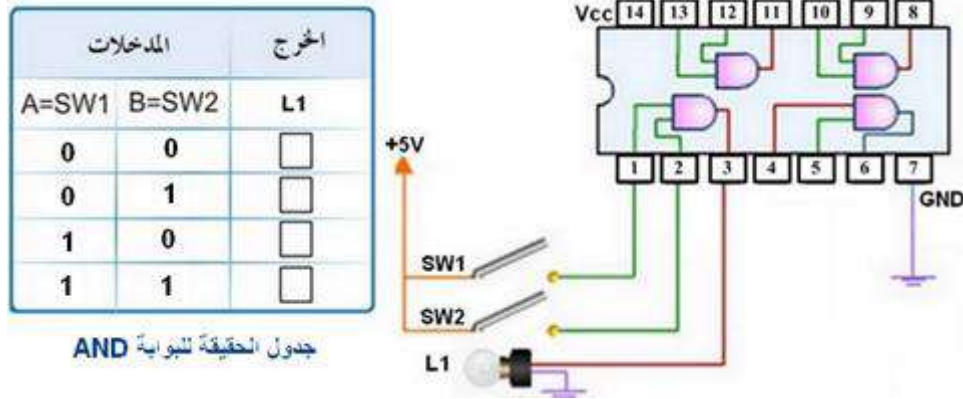 المدخلات الخرج
A=SW1 B=SW2 L1
0 0
0 1
1 0
1 1
جدول الحقيقة للبوابة AND
Vcc 14 13 12 11 10 9 8
1 2 3 4 5 6 7
GND
+5V
SW1
SW2
L1